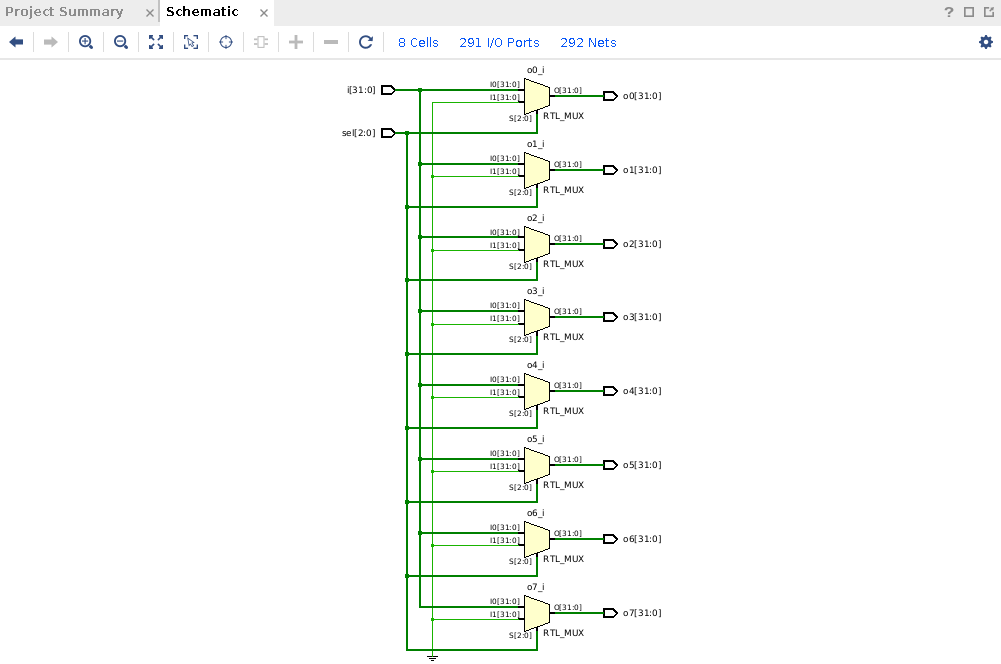 Project Summary × Schematic × ?
8 Cells 291 I/O Ports 292 Nets
o0_i
i[31:0] I0[31:0] O[31:0] o0[31:0]
I1[31:0]
S[2:0] RTL_MUX
sel[2:0]
o1_i
I0[31:0] O[31:0] o1[31:0]
I1[31:0]
S[2:0] RTL_MUX
o2_i
I0[31:0] O[31:0] o2[31:0]
I1[31:0]
S[2:0] RTL_MUX
o3_i
I0[31:0] O[31:0] o3[31:0]
I1[31:0]
S[2:0] RTL_MUX
o4_i
I0[31:0] O[31:0] o4[31:0]
I1[31:0]
S[2:0] RTL_MUX
o5_i
I0[31:0] O[31:0] o5[31:0]
I1[31:0]
S[2:0] RTL_MUX
o6_i
I0[31:0] O[31:0] o6[31:0]
I1[31:0]
S[2:0] RTL_MUX
o7_i
I0[31:0] O[31:0] o7[31:0]
I1[31:0]
S[2:0] RTL_MUX